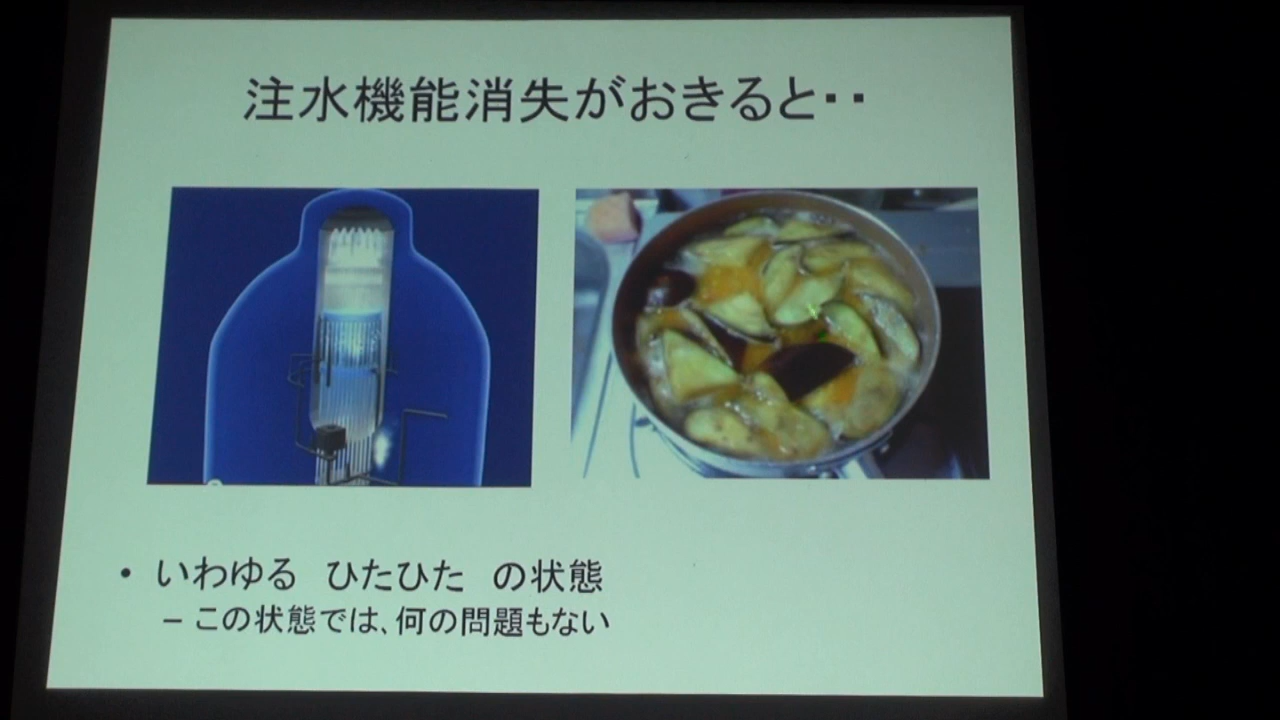 注水機能消失がおきると・・
• いわゆる ひたひた の状態
– この状態では、何の問題もない